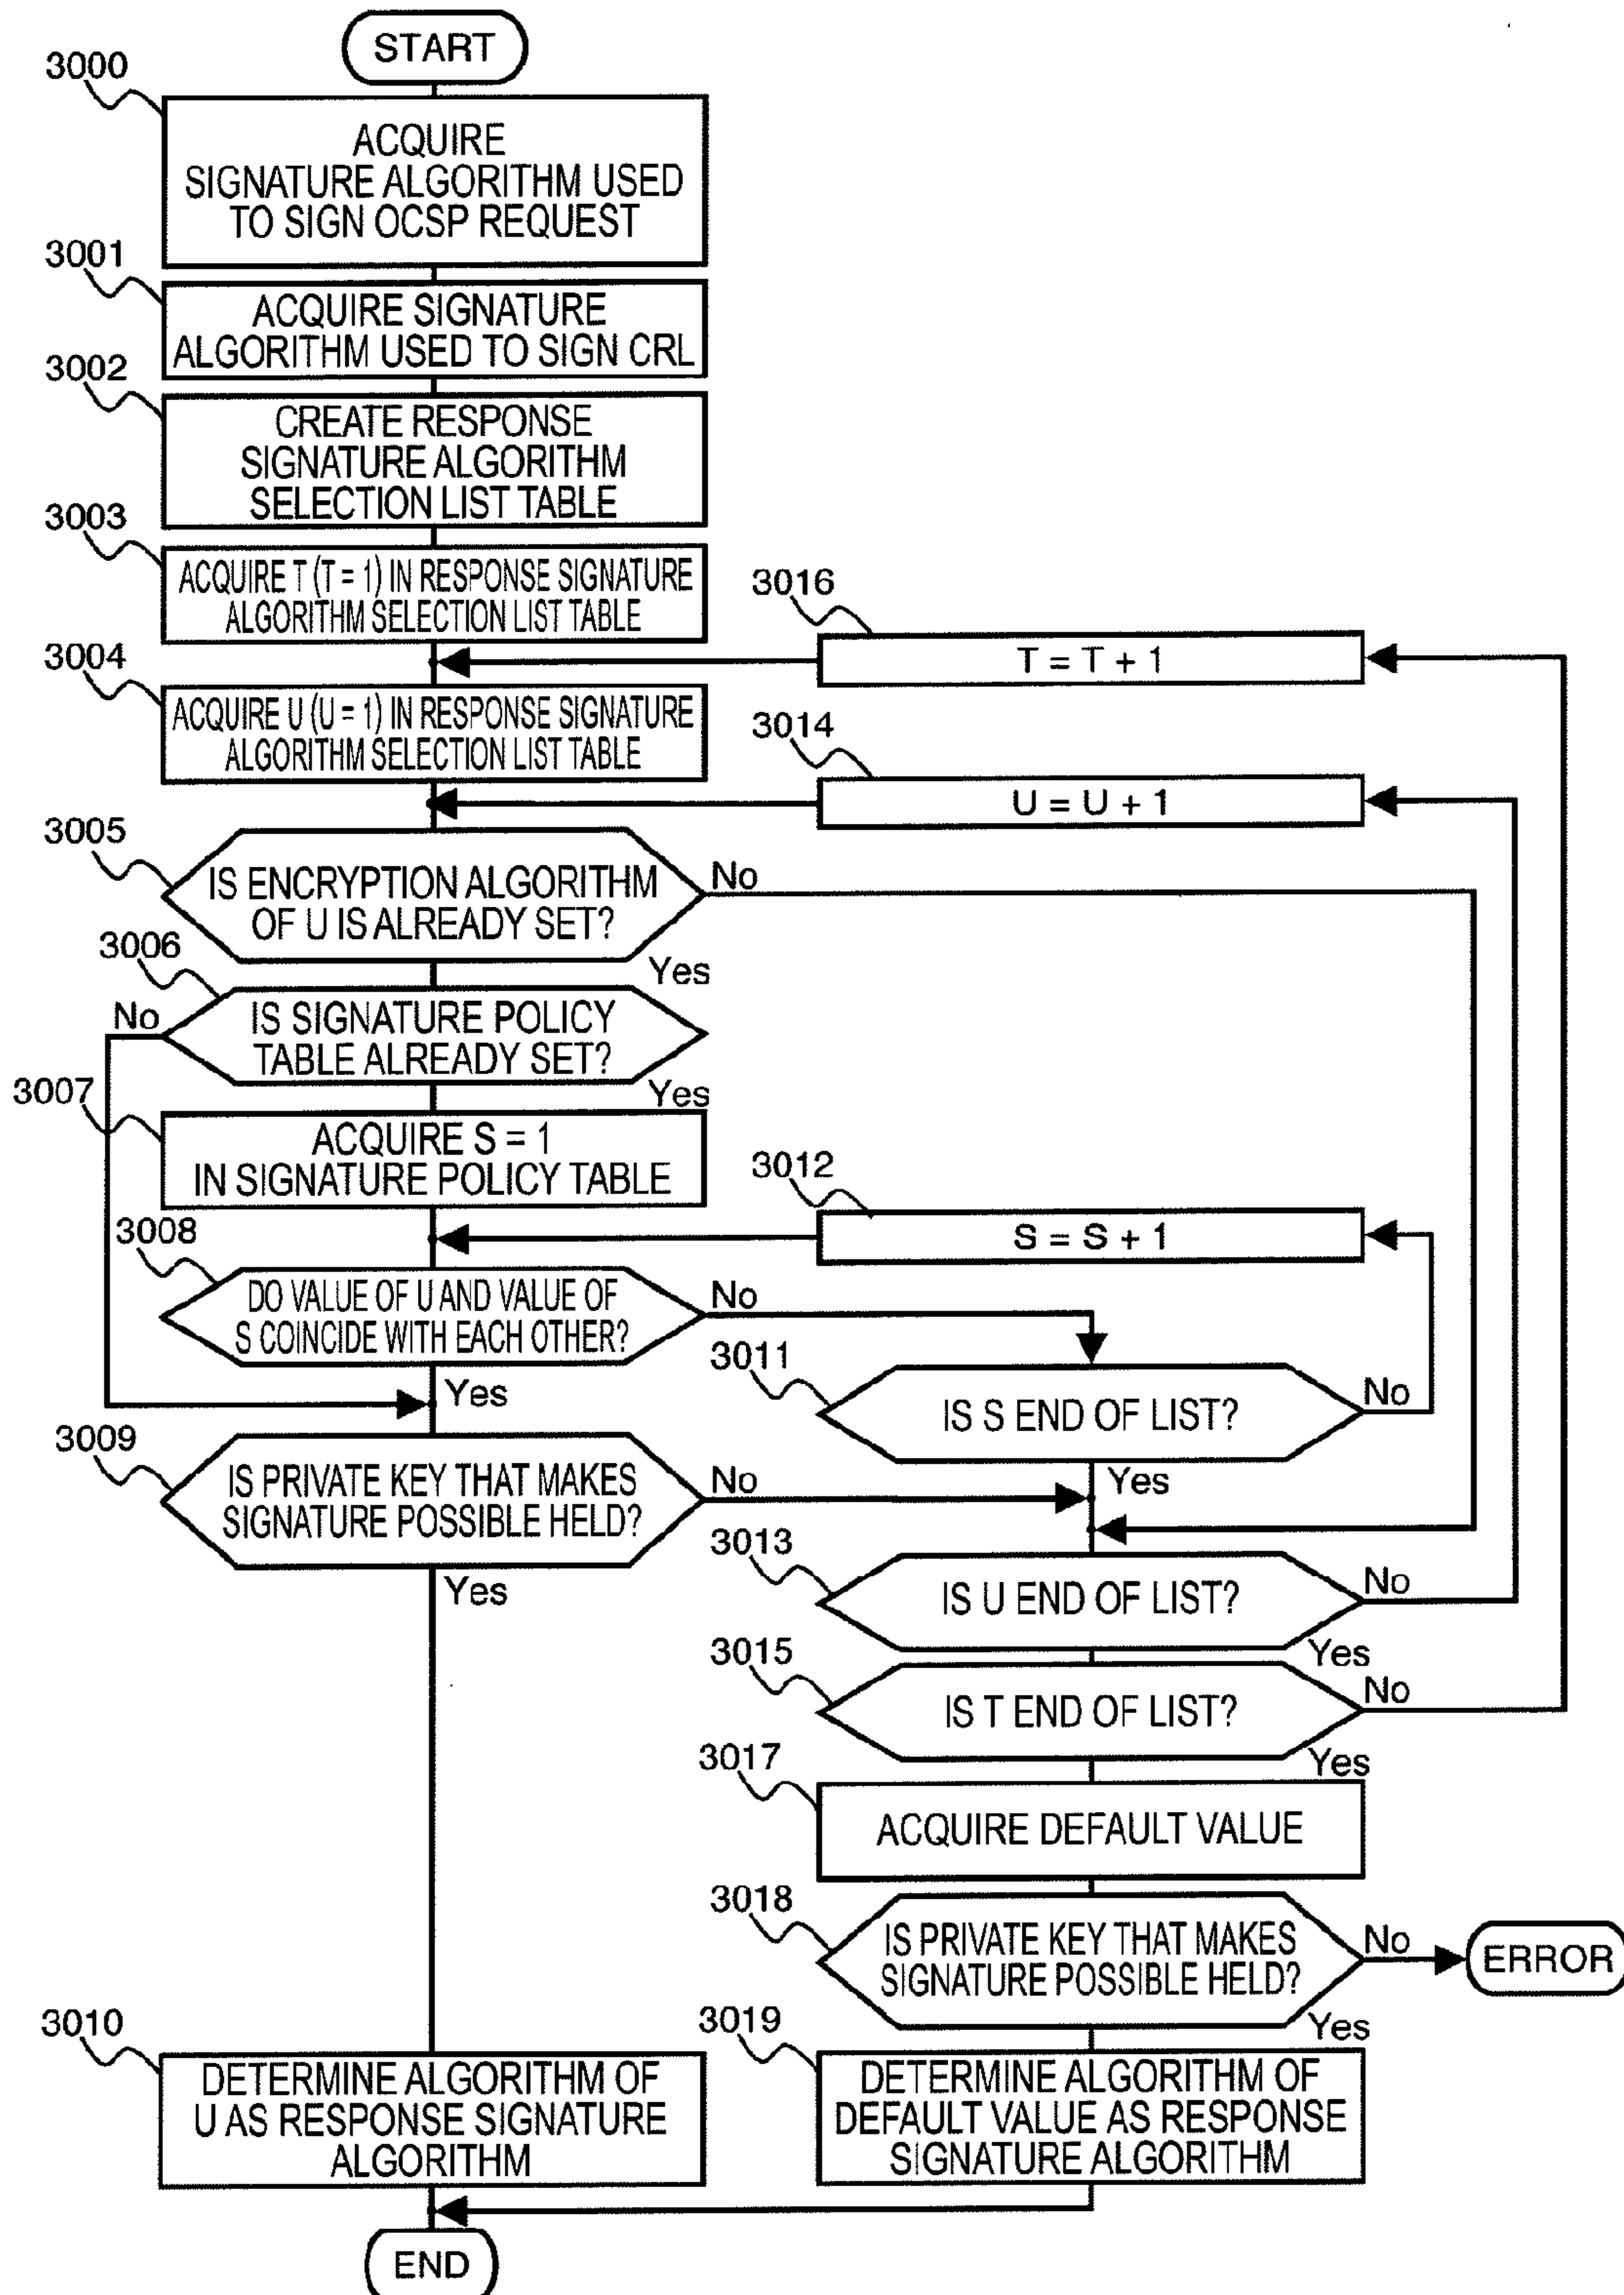 START
3000
ACQUIRE
SIGNATURE ALGORITHM USED
TO SIGN OCSP REQUEST
3001
ACQUIRE SIGNATURE
ALGORITHM USED TO SIGN CRL
3002
CREATE RESPONSE
SIGNATURE ALGORITHM
SELECTION LIST TABLE
3003
ACQUIRE T (T = 1) IN RESPONSE SIGNATURE
ALGORITHM SELECTION LIST TABLE
3016
T = T + 1
3004
ACQUIRE U (U = 1) IN RESPONSE SIGNATURE
ALGORITHM SELECTION LIST TABLE
3014
U = U + 1
3005
IS ENCRYPTION ALGORITHM
OF U IS ALREADY SET?
No
Yes
3006
No
IS SIGNATURE POLICY
TABLE ALREADY SET?
Yes
3007
ACQUIRE S = 1
IN SIGNATURE POLICY TABLE
3012
S = S + 1
3008
DO VALUE OF U AND VALUE OF
S COINCIDE WITH EACH OTHER?
No
Yes
3011
IS S END OF LIST?
No
Yes
3009
IS PRIVATE KEY THAT MAKES
SIGNATURE POSSIBLE HELD?
No
Yes
3013
IS U END OF LIST?
No
Yes
3015
IS T END OF LIST?
No
Yes
3017
ACQUIRE DEFAULT VALUE
3018
IS PRIVATE KEY THAT MAKES
SIGNATURE POSSIBLE HELD?
No
ERROR
Yes
3010
DETERMINE ALGORITHM OF
U AS RESPONSE SIGNATURE
ALGORITHM
3019
DETERMINE ALGORITHM OF
DEFAULT VALUE AS RESPONSE
SIGNATURE ALGORITHM
END